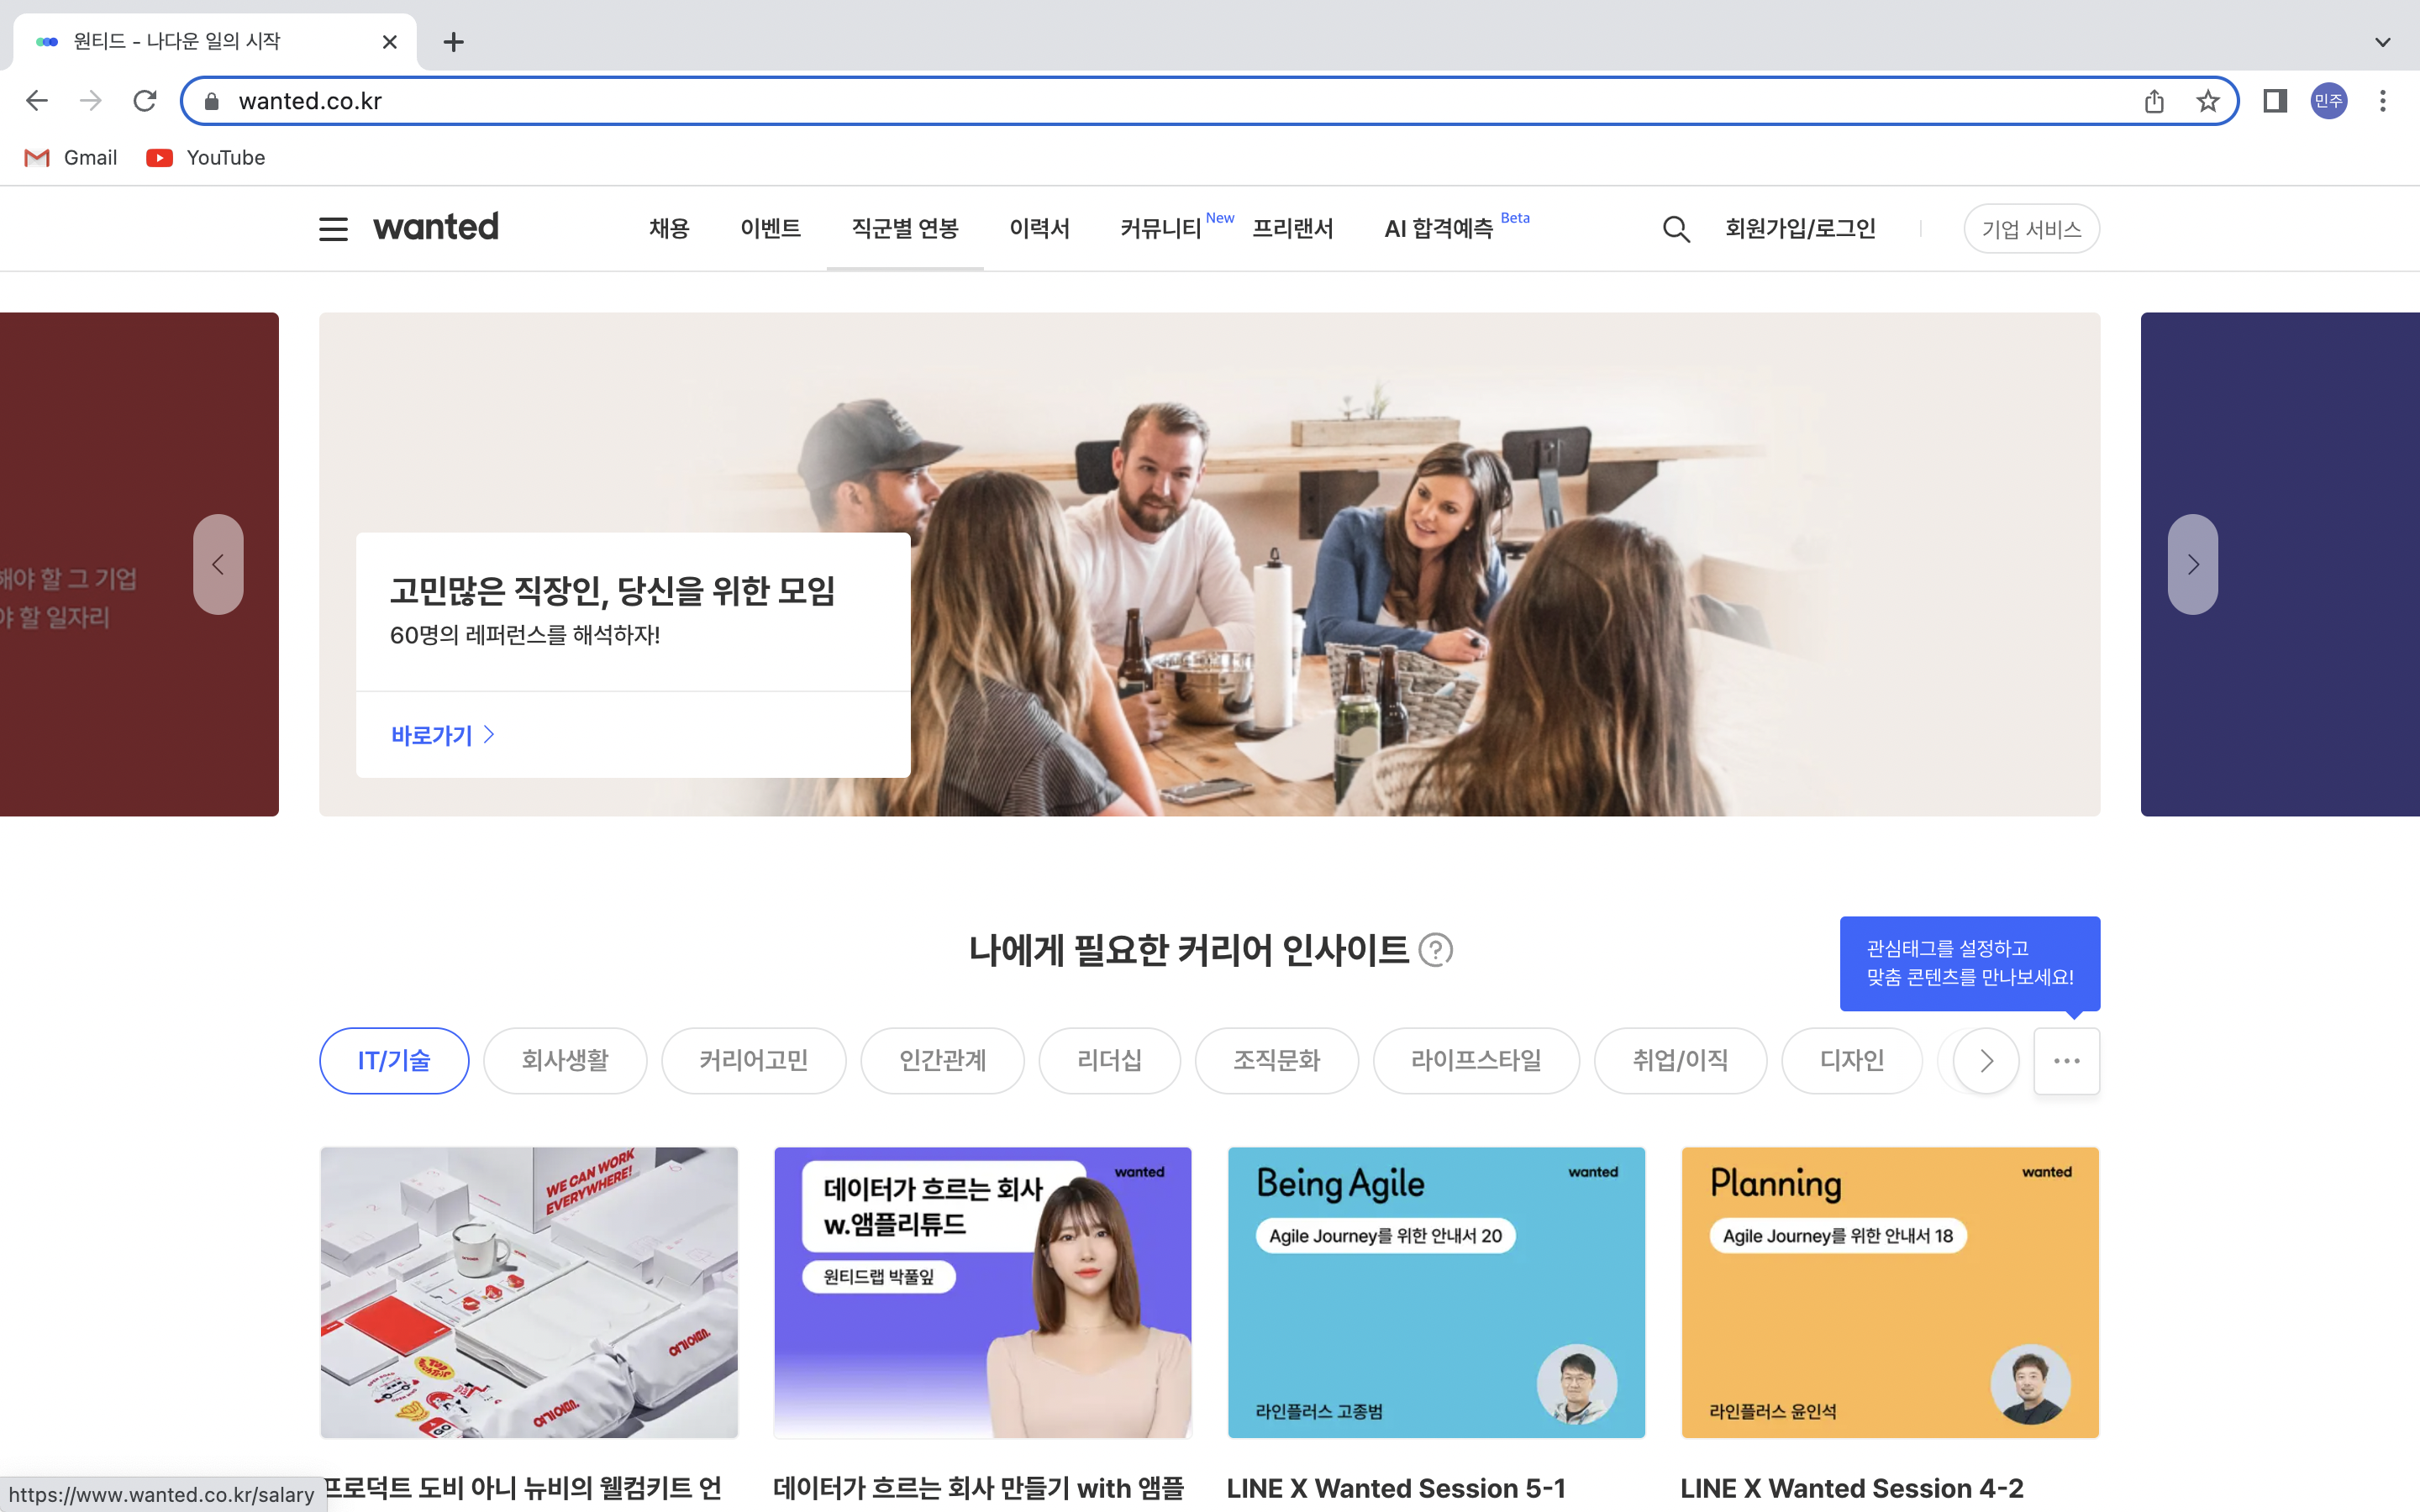 원티드 - 나다운 일의 시작
wanted.co.kr
민주
Gmail
YouTube
wanted
채용
이벤트
직군별 연봉
이력서
커뮤니티 New
프리랜서
AI 합격예측 Beta
회원가입/로그인
기업 서비스
해야 할 그 기업
야 할 일자리
고민많은 직장인, 당신을 위한 모임
60명의 레퍼런스를 해석하자!
바로가기
나에게 필요한 커리어 인사이트
관심태그를 설정하고
맞춤 콘텐츠를 만나보세요!
IT/기술
회사생활
커리어고민
인간관계
리더십
조직문화
라이프스타일
취업/이직
디자인
WE CAN WORK
EVERYWHERE!
데이터가 흐르는 회사
w.앰플리튜드
원티드랩 박풀잎
wanted
Being Agile
wanted
Agile Journey를 위한 안내서 20
라인플러스 고종범
Planning
wanted
Agile Journey를 위한 안내서 18
라인플러스 윤인석
프로덕트 도비 아니 뉴비의 웰컴키트 언
데이터가 흐르는 회사 만들기 with 앰플
LINE X Wanted Session 5-1
LINE X Wanted Session 4-2
https://www.wanted.co.kr/salary